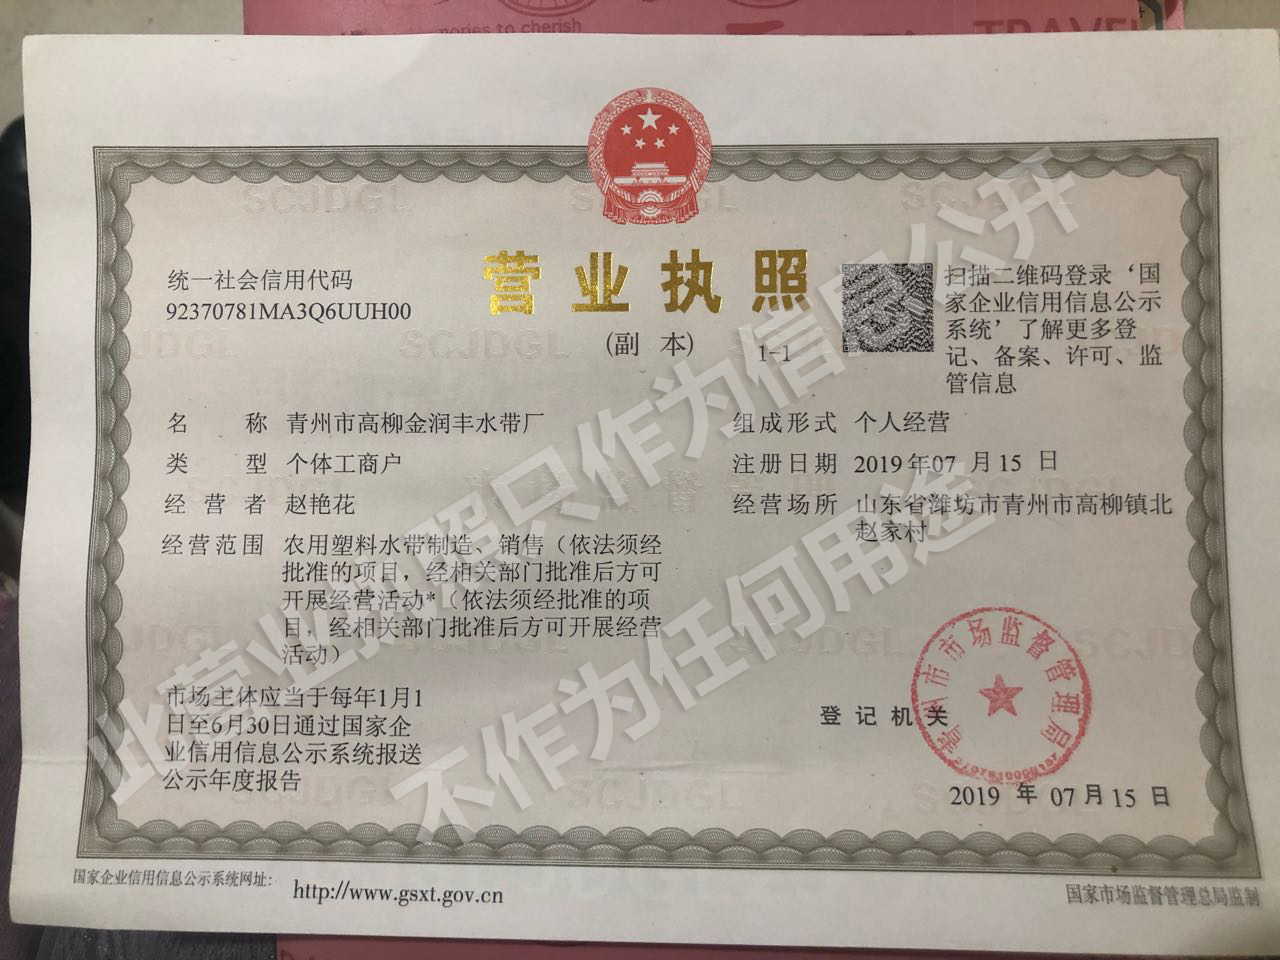 ories to cherish
TRAVEL
营业执照
(副 本)
1-1
统一社会信用代码
92370781MA3Q6UUH00
扫描二维码登录‘国
家企业信用信息公示
系统’了解更多登
记、备案、许可、监
管信息
名 称 青州市高柳金润丰水带厂
类 型 个体工商户
经营者 赵艳花
经营范围 农用塑料水带制造、销售（依法须经
批准的项目，经相关部门批准后方可
开展经营活动*（依法须经批准的项
目，经相关部门批准后方可开展经营
活动）
组成形式 个人经营
注册日期 2019年07月15日
经营场所 山东省潍坊市青州市高柳镇北
赵家村
市场主体应当于每年1月1
日至6月30日通过国家企
业信用信息公示系统报送
公示年度报告
登记机关
青州市市场监督管理局
2019年07月15日
国家企业信用信息公示系统网址：
http://www.gsxt.gov.cn
国家市场监督管理总局监制
此营业执照只作为信息公开
不作为任何用途
SCJDGL